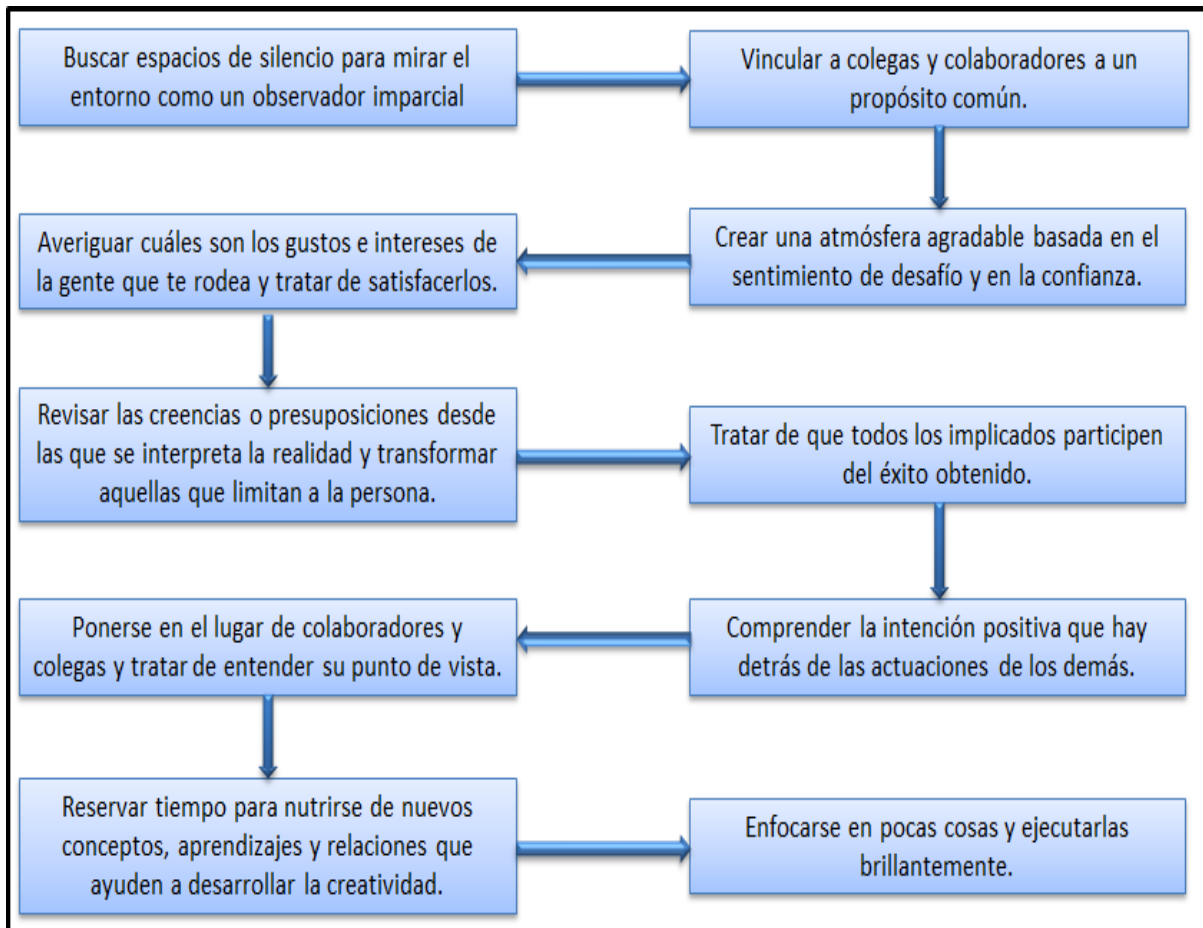 Buscar espacios de silencio para mirar el
entorno como un observador imparcial
Vincular a colegas y colaboradores a un
propósito común.
Crear una atmósfera agradable basada en el
sentimiento de desafío y en la confianza.
Averiguar cuáles son los gustos e intereses de
la gente que te rodea y tratar de satisfacerlos.
Revisar las creencias o presuposiciones desde
las que se interpreta la realidad y transformar
aquellas que limitan a la persona.
Tratar de que todos los implicados participen
del éxito obtenido.
Comprender la intención positiva que hay
detrás de las actuaciones de los demás.
Ponerse en el lugar de colaboradores y
colegas y tratar de entender su punto de vista.
Reservar tiempo para nutrirse de nuevos
conceptos, aprendizajes y relaciones que
ayuden a desarrollar la creatividad.
Enfocarse en pocas cosas y ejecutarlas
brillantemente.